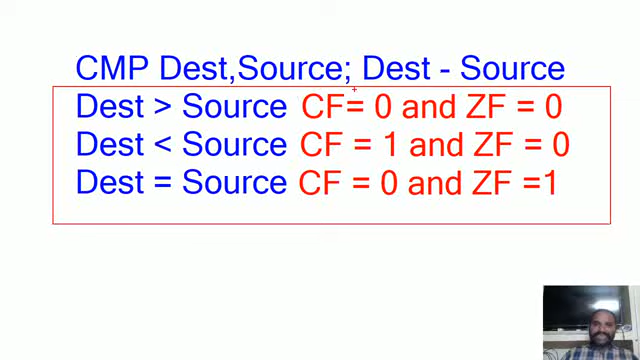 CMP Dest,Source; Dest - Source
Dest > Source CF= 0 and ZF = 0
Dest < Source CF = 1 and ZF = 0
Dest = Source CF = 0 and ZF =1